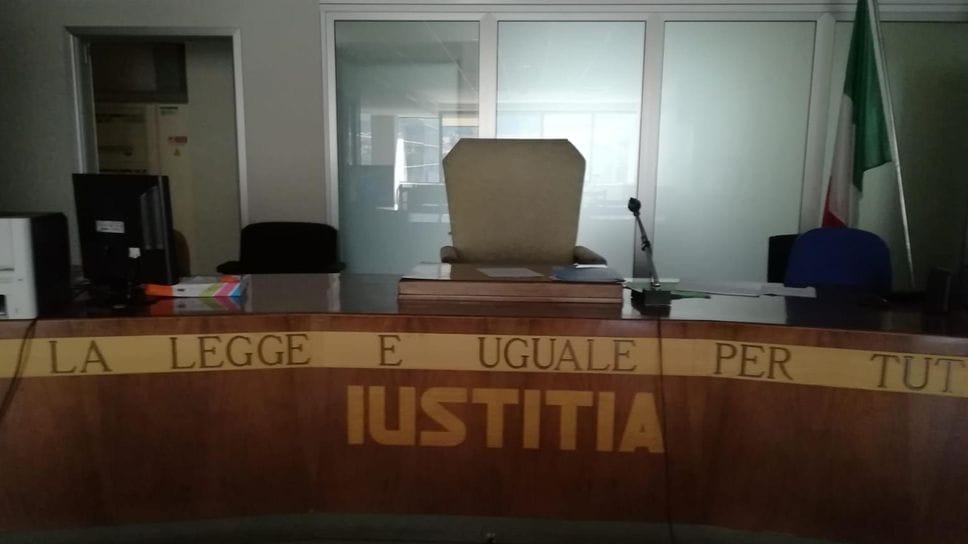 LA LEGGE E UGUALE PER TUT
IUSTITIA